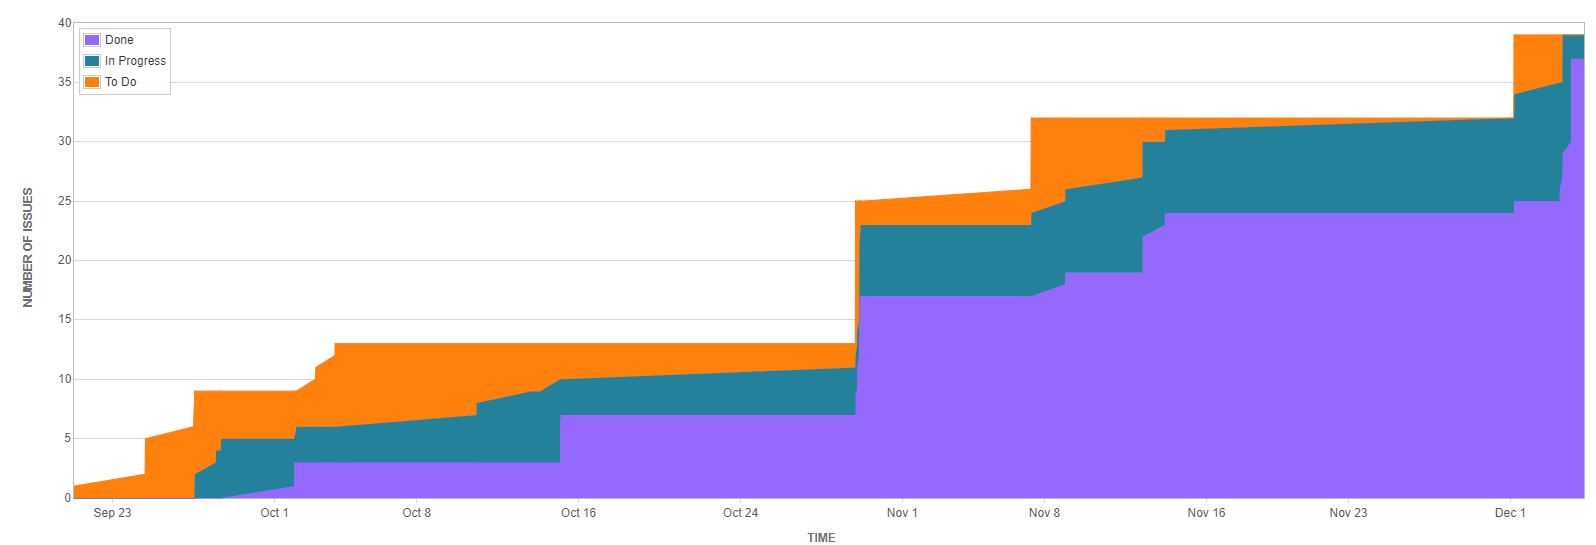 40
Done
In Progress
To Do
35
30
25
20
15
10
5
0
NUMBER OF ISSUES
Sep 23 Oct 1 Oct 8 Oct 16 Oct 24 Nov 1 Nov 8 Nov 16 Nov 23 Dec 1
TIME